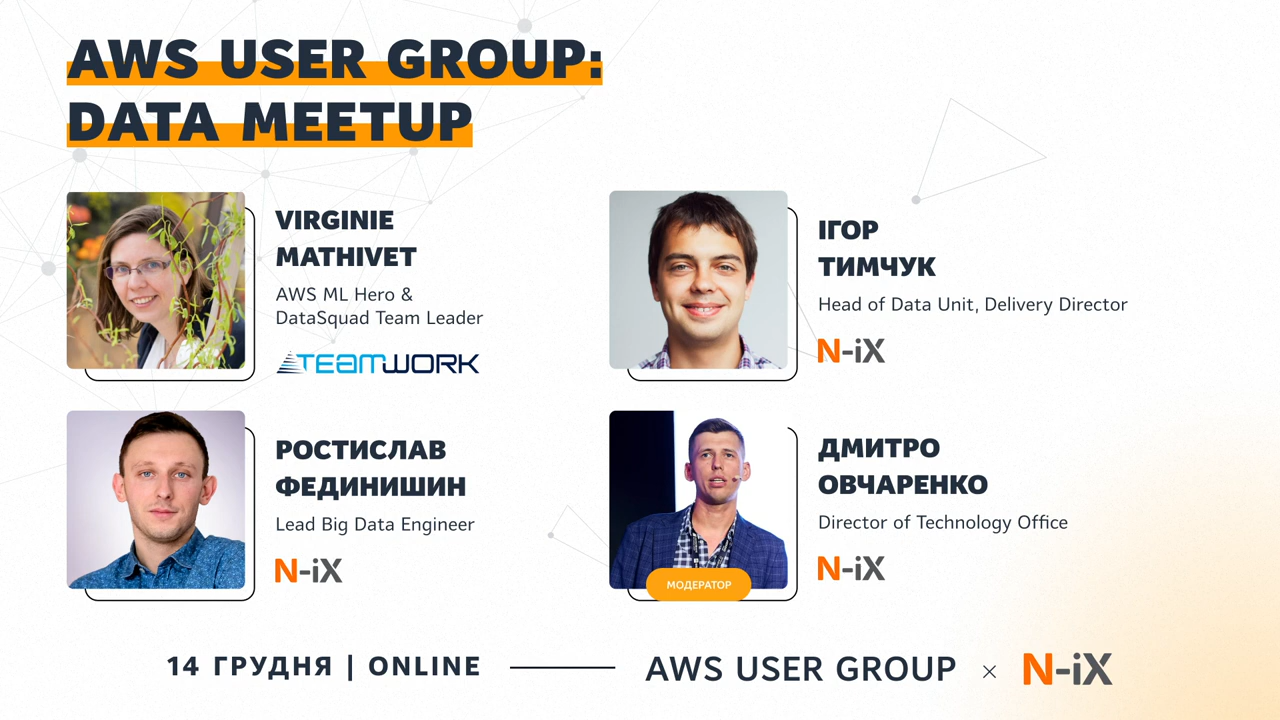 AWS USER GROUP:
DATA MEETUP
VIRGINIE
MATHIVET
AWS ML Hero &
DataSquad Team Leader
TEAMWORK
ІГОР
ТИМЧУК
Head of Data Unit, Delivery Director
N-iX
РОСТИСЛАВ
ФЕДИНИШИН
Lead Big Data Engineer
N-iX
ДМИТРО
ОВЧАРЕНКО
Director of Technology Office
N-iX
МОДЕРАТОР
14 ГРУДНЯ | ONLINE
AWS USER GROUP × N-iX